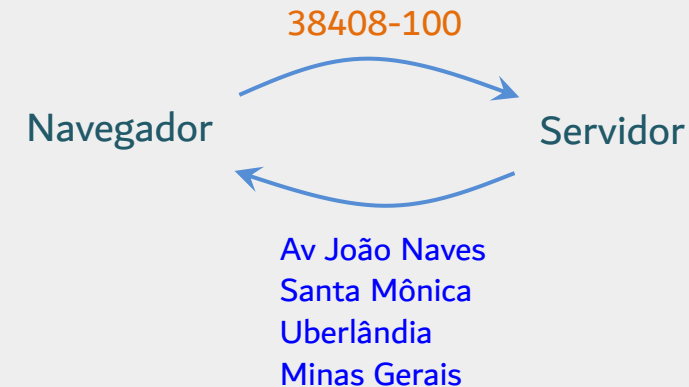 38408-100
Navegador
Servidor
Av João Naves
Santa Mônica
Uberlândia
Minas Gerais